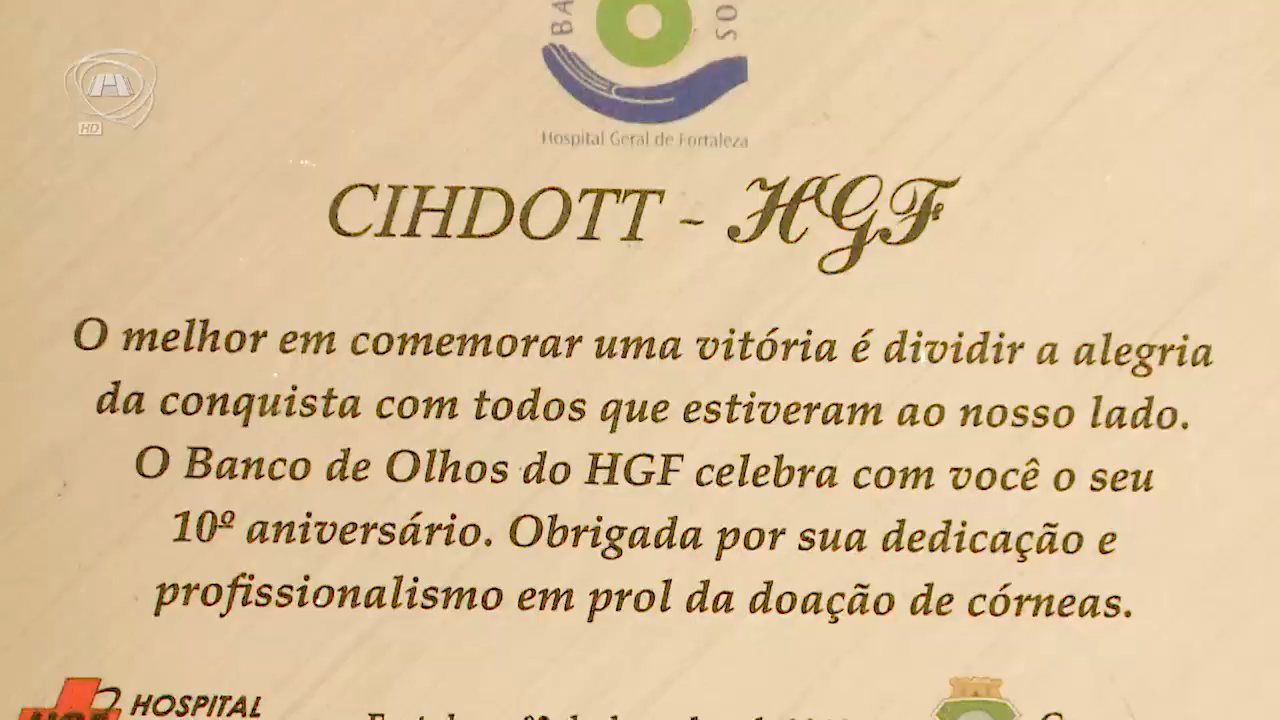 HD
Hospital Geral de Fortaleza
CIHDOTT - HGF
O melhor em comemorar uma vitória é dividir a alegria
da conquista com todos que estiveram ao nosso lado.
O Banco de Olhos do HGF celebra com você o seu
10º aniversário. Obrigada por sua dedicação e
profissionalismo em prol da doação de córneas.
HOSPITAL